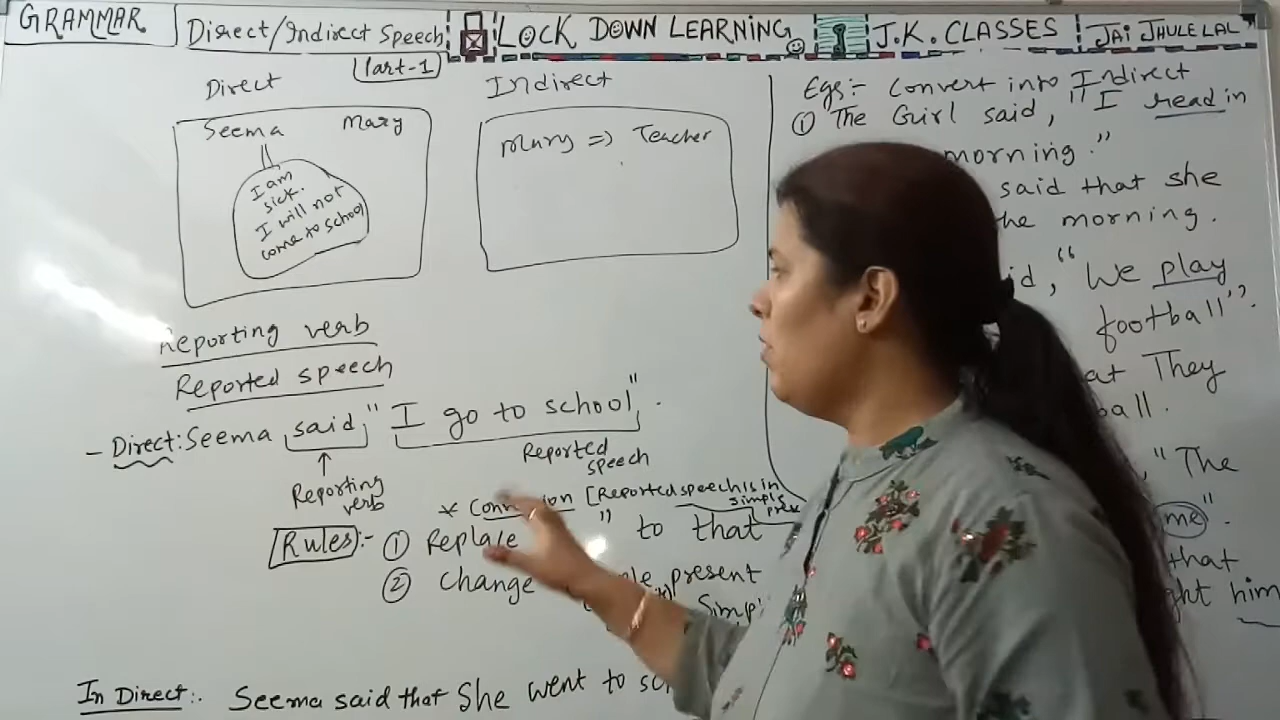 GRAMMAR
Direct/Indirect Speech
LOCK DOWN LEARNING
J.K. CLASSES
JAI JHULELAL
Part-1
Direct
Indirect
Seema
Mary
I am
sick.
I will not
come to school
Mary => Teacher
Reporting verb
Reported speech
- Direct: Seema said " I go to school".
Reporting
verb
Reported
speech
* [Reported speech is in
simple
Rules:- ① Replace " to that
② Change present
Simp
In Direct:. Seema said that She went to
Egs:- Convert into Indirect
① The Girl said, "I read in
morning."
said that she
the morning.
"We play
football".
They
ball.
, "The
me".
that
him